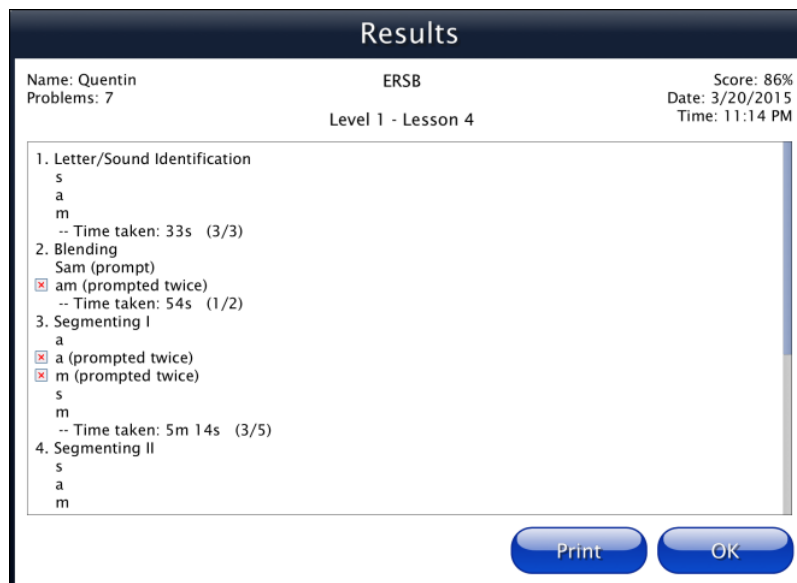 Results
Name: Quentin
Problems: 7
ERSB
Level 1 - Lesson 4
Score: 86%
Date: 3/20/2015
Time: 11:14 PM
1. Letter/Sound Identification
s
a
m
-- Time taken: 33s (3/3)
2. Blending
Sam (prompt)
am (prompted twice)
-- Time taken: 54s (1/2)
3. Segmenting I
a
a (prompted twice)
m (prompted twice)
s
m
-- Time taken: 5m 14s (3/5)
4. Segmenting II
s
a
m
Print
OK